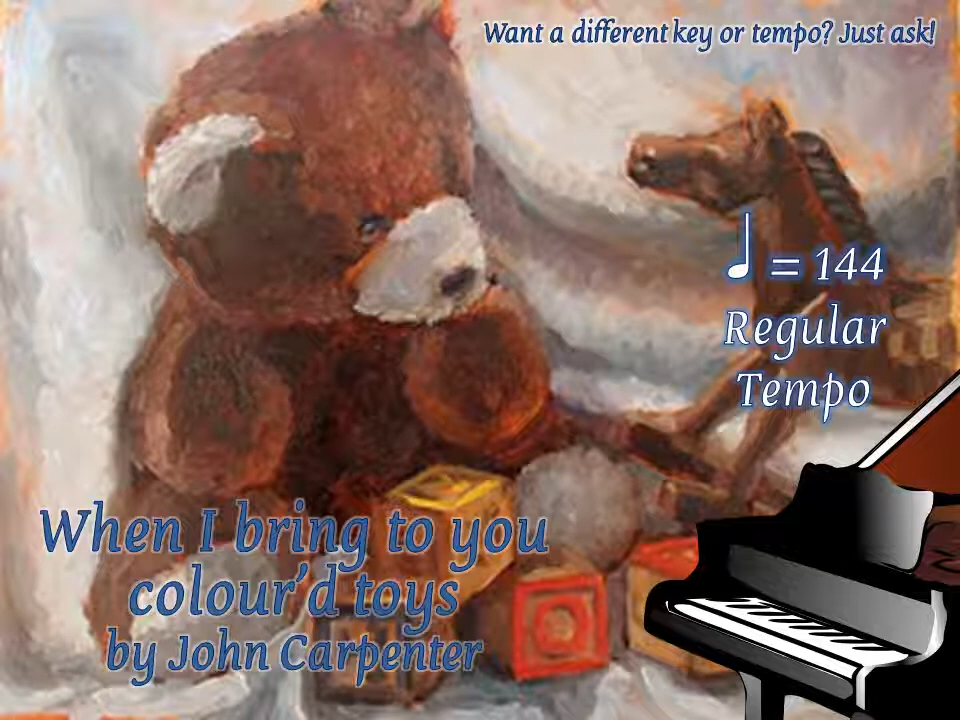 Want a different key or tempo? Just ask!
♩ = 144
Regular
Tempo
When I bring to you
colour'd toys
by John Carpenter